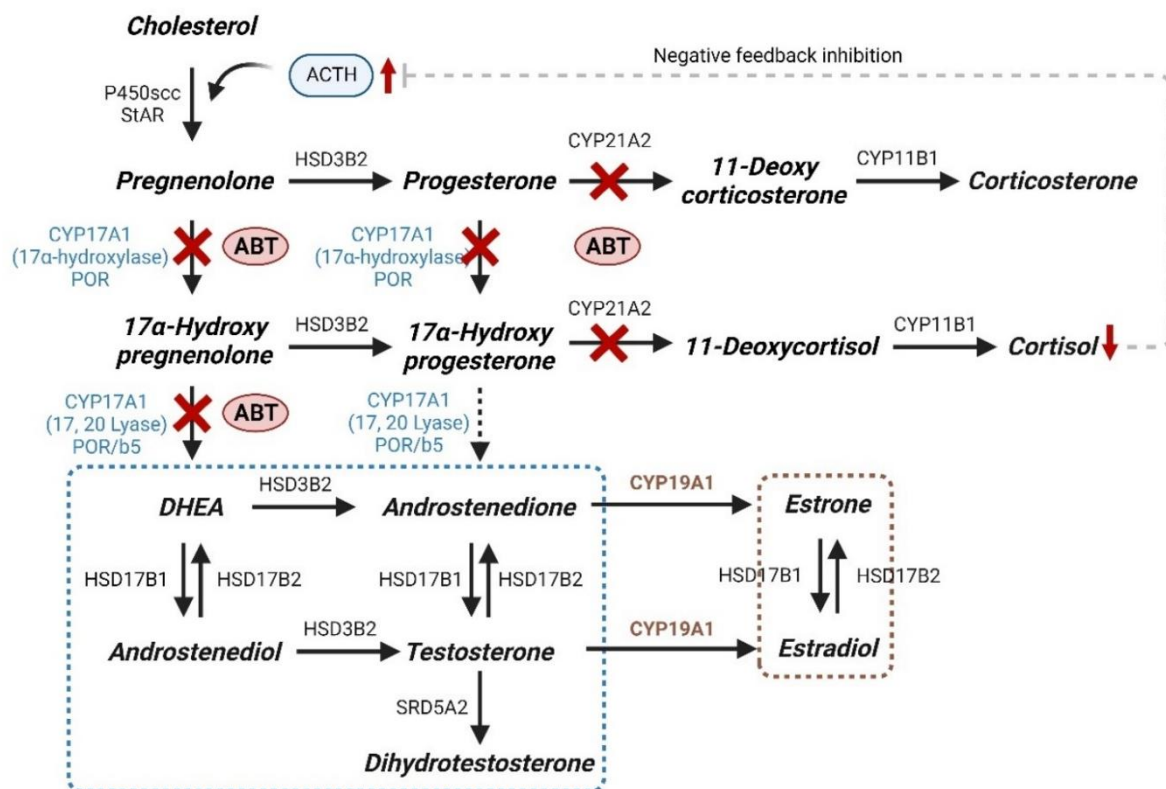 Cholesterol
ACTH
Negative feedback inhibition
P450scc
StAR
Pregnenolone
HSD3B2
Progesterone
CYP21A2
11-Deoxy
corticosterone
CYP11B1
Corticosterone
CYP17A1
(17α-hydroxylase)
POR
ABT
CYP17A1
(17α-hydroxylase)
POR
ABT
17α-Hydroxy
pregnenolone
HSD3B2
17α-Hydroxy
progesterone
CYP21A2
11-Deoxycortisol
CYP11B1
Cortisol
CYP17A1
(17, 20 Lyase)
POR/b5
ABT
CYP17A1
(17, 20 Lyase)
POR/b5
DHEA
HSD3B2
Androstenedione
CYP19A1
Estrone
HSD17B1
HSD17B2
HSD17B1
HSD17B2
HSD17B1
HSD17B2
Androstenediol
HSD3B2
Testosterone
CYP19A1
Estradiol
SRD5A2
Dihydrotestosterone